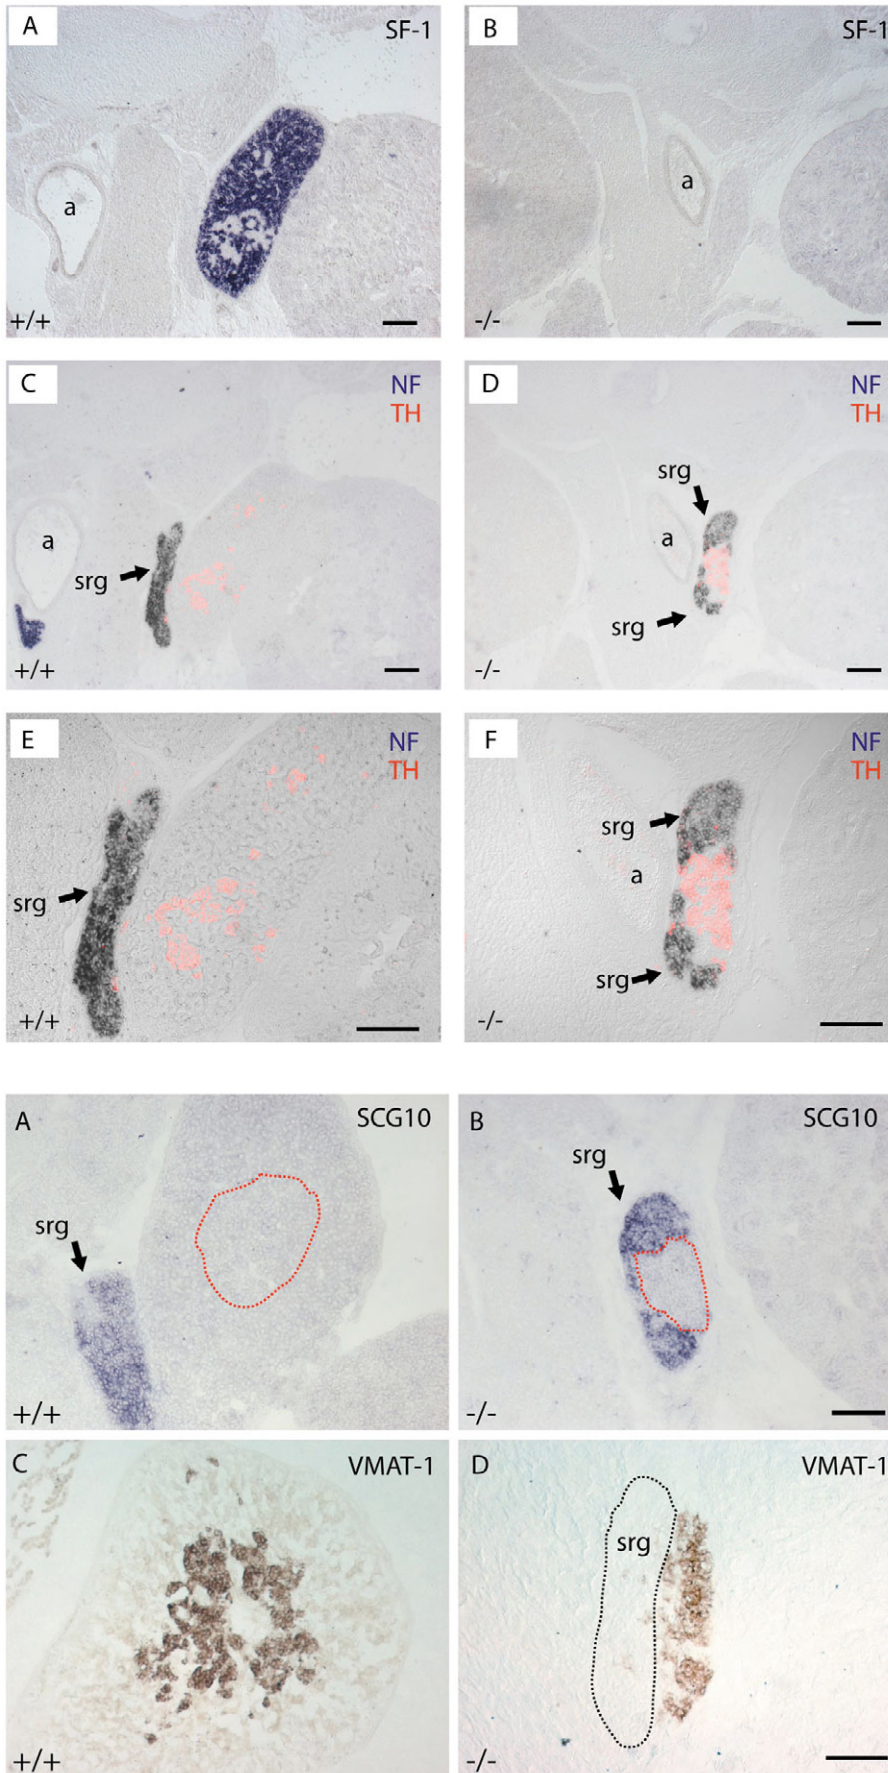 A
SF-1
a
+/+
B
SF-1
a
-/-
C
NF
TH
a
srg
+/+
D
NF
TH
srg
a
srg
-/-
E
NF
TH
srg
+/+
F
NF
TH
srg
a
srg
-/-
A
SCG10
srg
+/+
B
SCG10
srg
-/-
C
VMAT-1
+/+
D
VMAT-1
srg
-/-